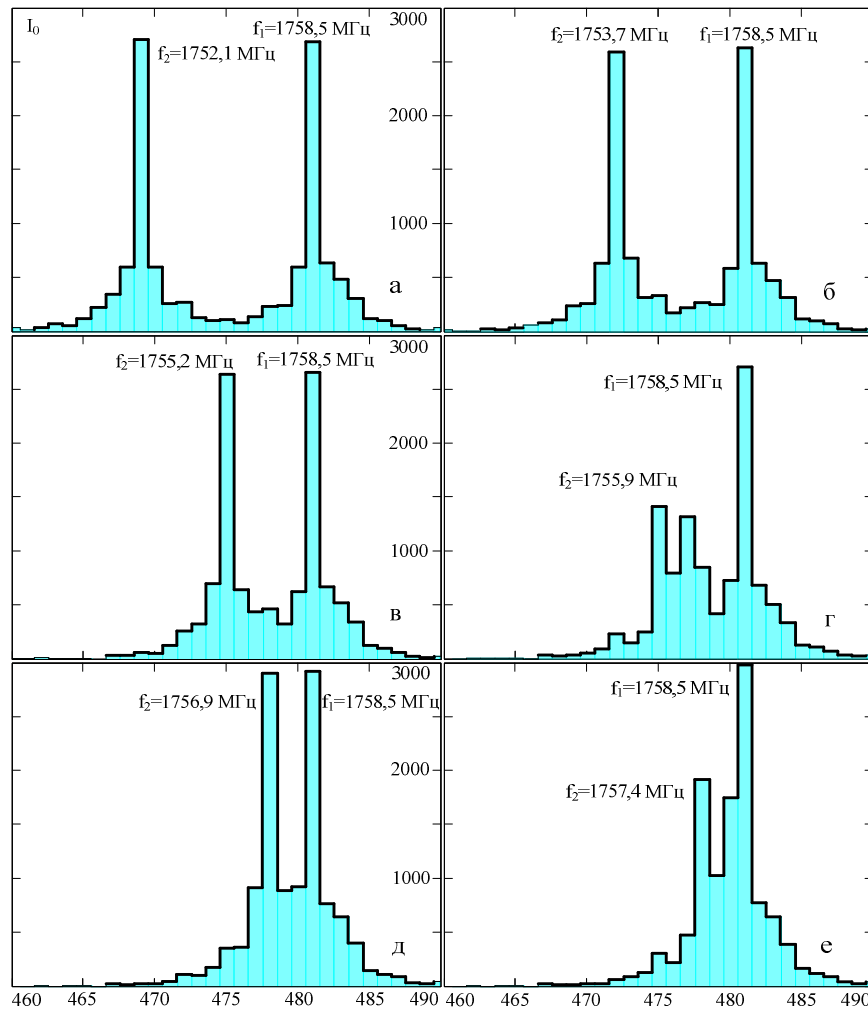 I₀
f₂=1752,1 МГц
f₁=1758,5 МГц
3000
2000
1000
а
f₂=1753,7 МГц
f₁=1758,5 МГц
3000
2000
1000
б
f₂=1755,2 МГц
f₁=1758,5 МГц
3000
2000
1000
в
f₁=1758,5 МГц
f₂=1755,9 МГц
г
f₂=1756,9 МГц
f₁=1758,5 МГц
3000
2000
1000
д
f₁=1758,5 МГц
f₂=1757,4 МГц
е
460 465 470 475 480 485 490
460 465 470 475 480 485 490